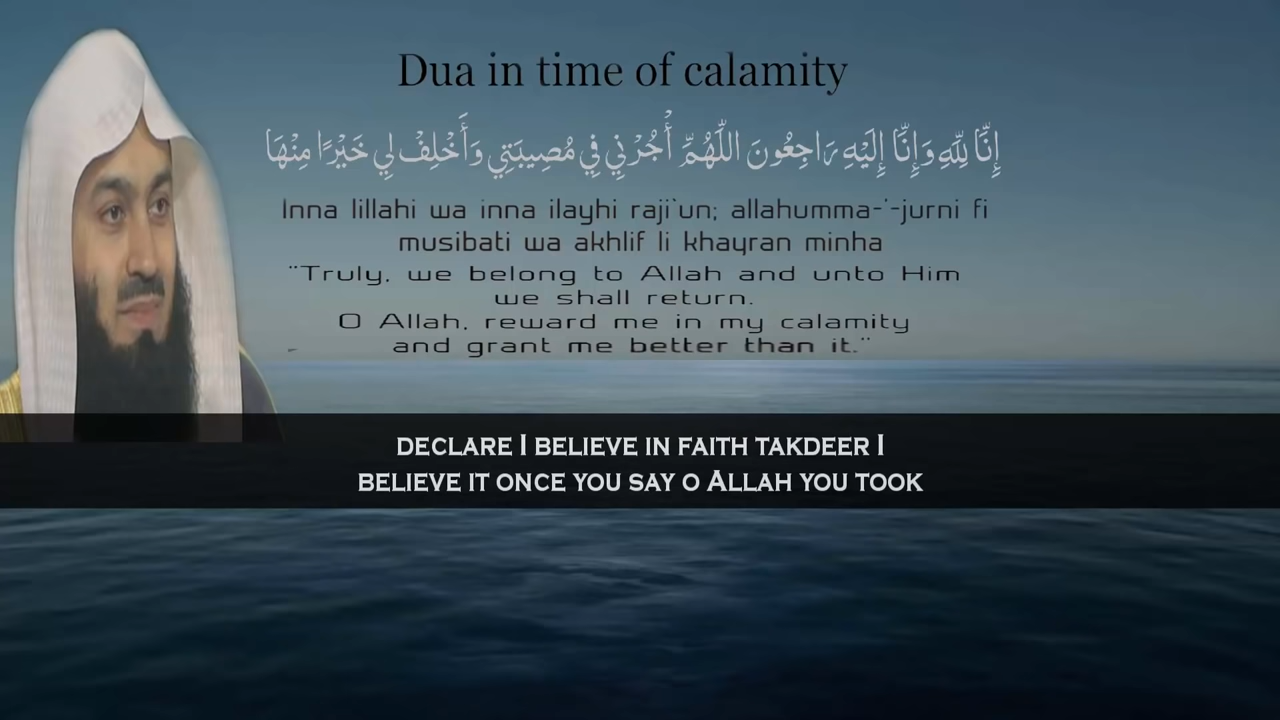 Dua in time of calamity
إِنَّا لِلَّهِ وَإِنَّا إِلَيْهِ رَاجِعُونَ اللَّهُمَّ أْجُرْنِي فِي مُصِيبَتِي وَأَخْلِفْ لِي خَيْرًا مِنْهَا
Inna lillahi wa inna ilayhi raji`un; allahumma-'-jurni fi
musibati wa akhlif li khayran minha
"Truly, we belong to Allah and unto Him
we shall return.
O Allah, reward me in my calamity
and grant me better than it."
DECLARE I BELIEVE IN FAITH TAKDEER I
BELIEVE IT ONCE YOU SAY O ALLAH YOU TOOK